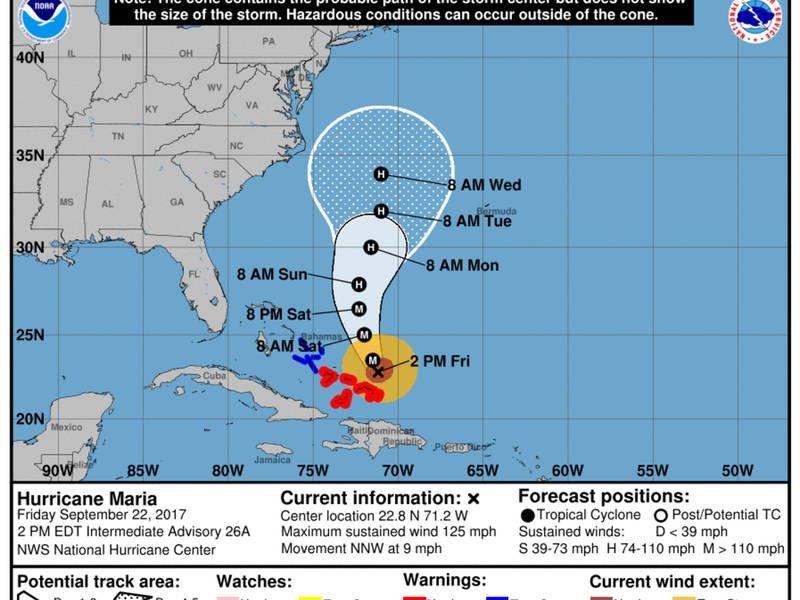 NOAA
Note: The cone contains the probable path of the storm center but does not show
the size of the storm. Hazardous conditions can occur outside of the cone.
40N
35N
30N
25N
20N
IL
IN
OH
PA
NJ
MD
DE
WV
VA
KY
TN
NC
SC
MS
AL
GA
FL
8 AM Wed
Bermuda
8 AM Tue
8 AM Mon
8 AM Sun
8 PM Sat
Bahamas
8 AM Sat
2 PM Fri
H
H
H
H
M
M
M
Cuba
Mexico
Belize
Jamaica
Haiti
Dominican
Republic
Puerto Rico
90W 85W 80W 75W 70W 65W 60W 55W 50W
Hurricane Maria
Friday September 22, 2017
2 PM EDT Intermediate Advisory 26A
NWS National Hurricane Center
Current information: x
Center location 22.8 N 71.2 W
Maximum sustained wind 125 mph
Movement NNW at 9 mph
Forecast positions:
Tropical Cyclone Post/Potential TC
Sustained winds: D < 39 mph
S 39-73 mph H 74-110 mph M > 110 mph
Potential track area:
Watches:
Warnings:
Current wind extent: